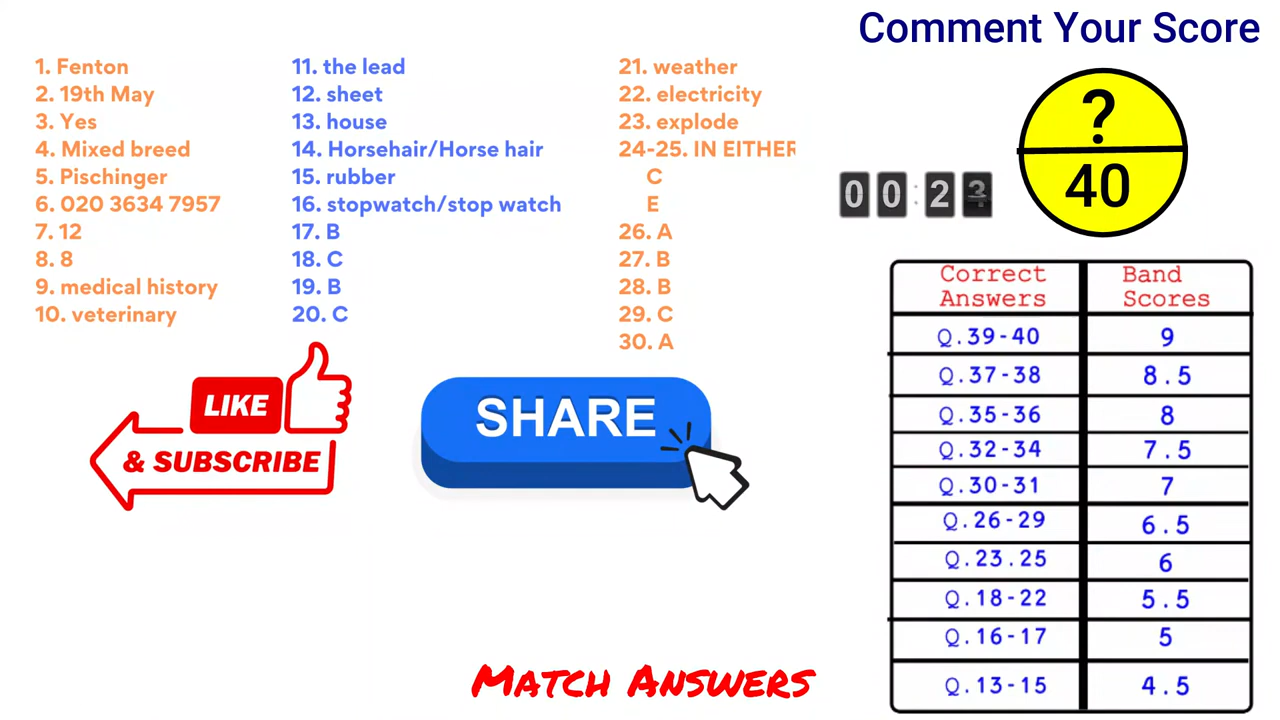 Comment Your Score
1. Fenton
2. 19th May
3. Yes
4. Mixed breed
5. Pischinger
6. 020 3634 7957
7. 12
8. 8
9. medical history
10. veterinary
11. the lead
12. sheet
13. house
14. Horsehair/Horse hair
15. rubber
16. stopwatch/stop watch
17. B
18. C
19. B
20. C
21. weather
22. electricity
23. explode
24-25. IN EITHER
C
E
26. A
27. B
28. B
29. C
30. A
?
40
00:2
LIKE
& SUBSCRIBE
SHARE
Correct Answers Band Scores
Q.39-40 9
Q.37-38 8.5
Q.35-36 8
Q.32-34 7.5
Q.30-31 7
Q.26-29 6.5
Q.23.25 6
Q.18-22 5.5
Q.16-17 5
Q.13-15 4.5
Match Answers